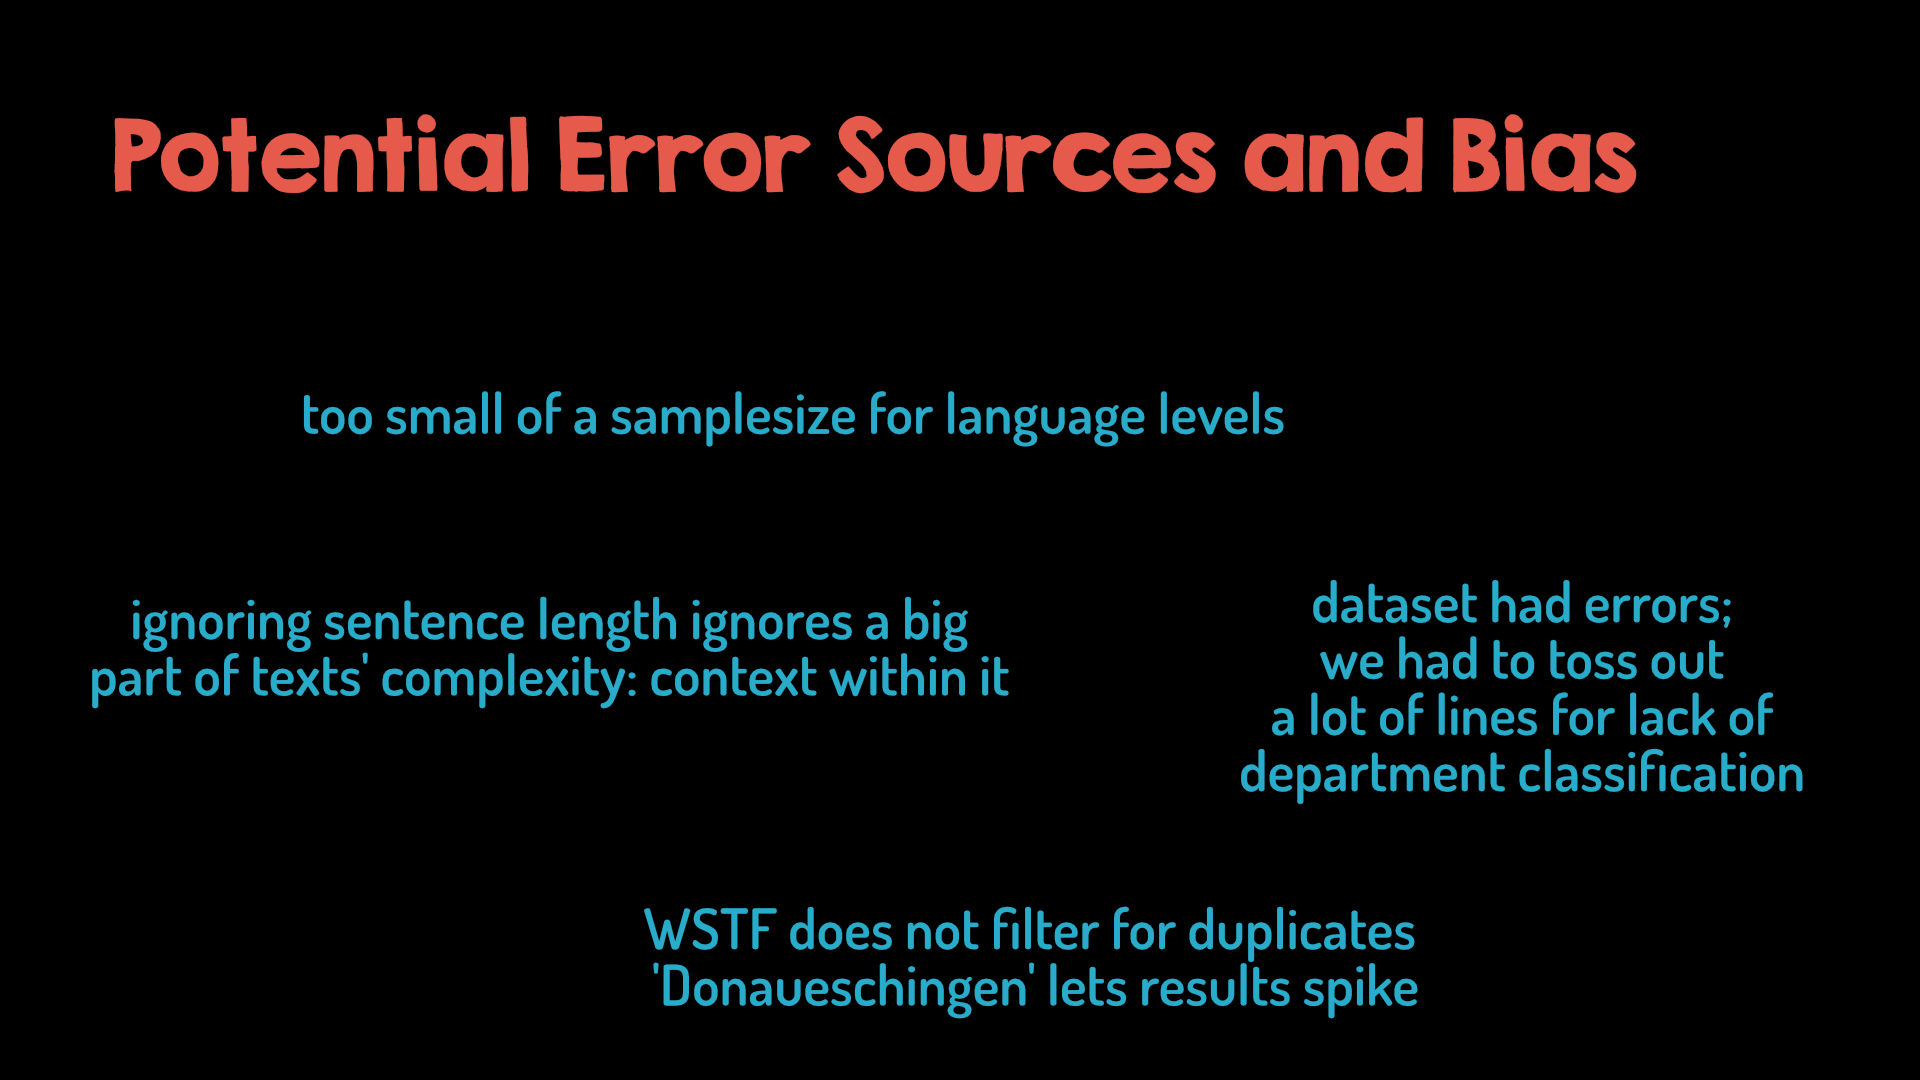 Potential Error Sources and Bias
too small of a samplesize for language levels
ignoring sentence length ignores a big
part of texts' complexity: context within it
dataset had errors;
we had to toss out
a lot of lines for lack of
department classification
WSTF does not filter for duplicates
'Donaueschingen' lets results spike